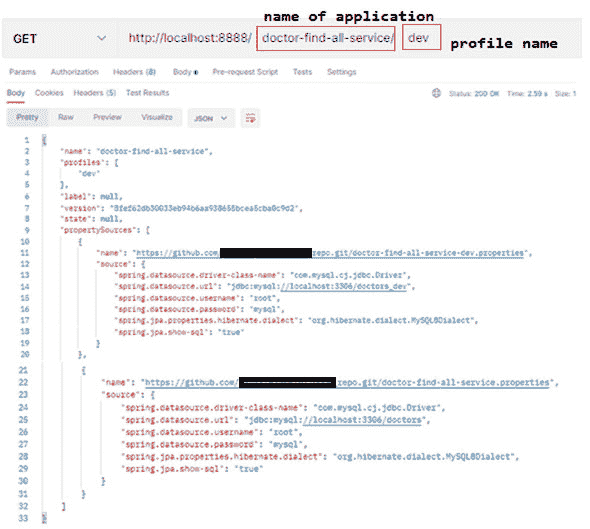 name of application
GET http://localhost:8888/ doctor-find-all-service/ dev profile name
Params Authorization Headers (8) Body Pre-request Script Tests Settings
Body Cookies Headers (5) Test Results Status: 200 OK Time: 2.59 s Size: 1
Pretty Raw Preview Visualize JSON
1 {
2 "name": "doctor-find-all-service",
3 "profiles": [
4 "dev"
5 ],
6 "label": null,
7 "version":
8 "state": null,
9 "propertySources": [
10 {
11 "name": "https://github.com/ repo.git/doctor-find-all-service-dev.properties",
12 "source": {
13 "spring.datasource.driver-class-name": "com.mysql.cj.jdbc.Driver",
14 "spring.datasource.url": "jdbc:mysql://localhost:3306/doctors_dev",
15 "spring.datasource.username": "root",
16 "spring.datasource.password": "mysql",
17 "spring.jpa.properties.hibernate.dialect": "org.hibernate.dialect.MySQL8Dialect",
18 "spring.jpa.show-sql": "true"
19 }
20 },
21 {
22 "name": "https://github.com/ repo.git/doctor-find-all-service.properties",
23 "source": {
24 "spring.datasource.driver-class-name": "com.mysql.cj.jdbc.Driver",
25 "spring.datasource.url": "jdbc:mysql://localhost:3306/doctors",
26 "spring.datasource.username": "root",
27 "spring.datasource.password": "mysql",
28 "spring.jpa.properties.hibernate.dialect": "org.hibernate.dialect.MySQL8Dialect",
29 "spring.jpa.show-sql": "true"
30 }
31 }
32 ]
33 }